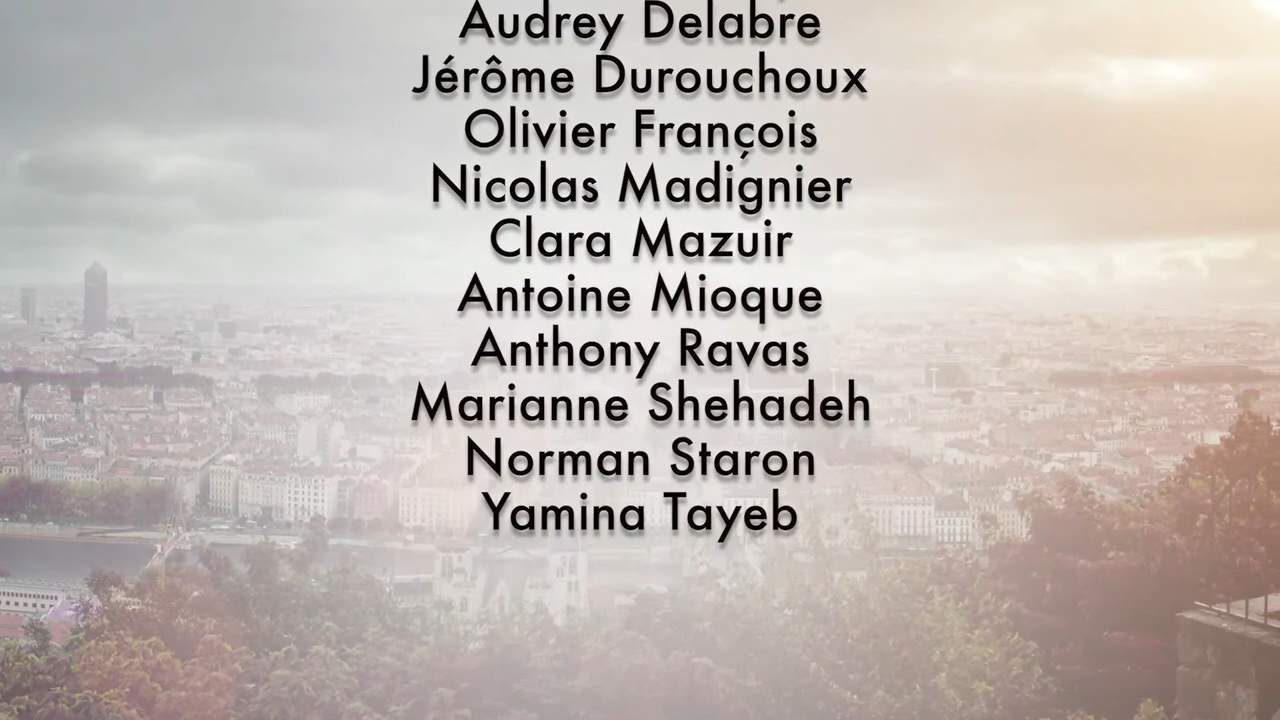 Audrey Delabre
Jérôme Durouchoux
Olivier François
Nicolas Madignier
Clara Mazuir
Antoine Mioque
Anthony Ravas
Marianne Shehadeh
Norman Staron
Yamina Tayeb